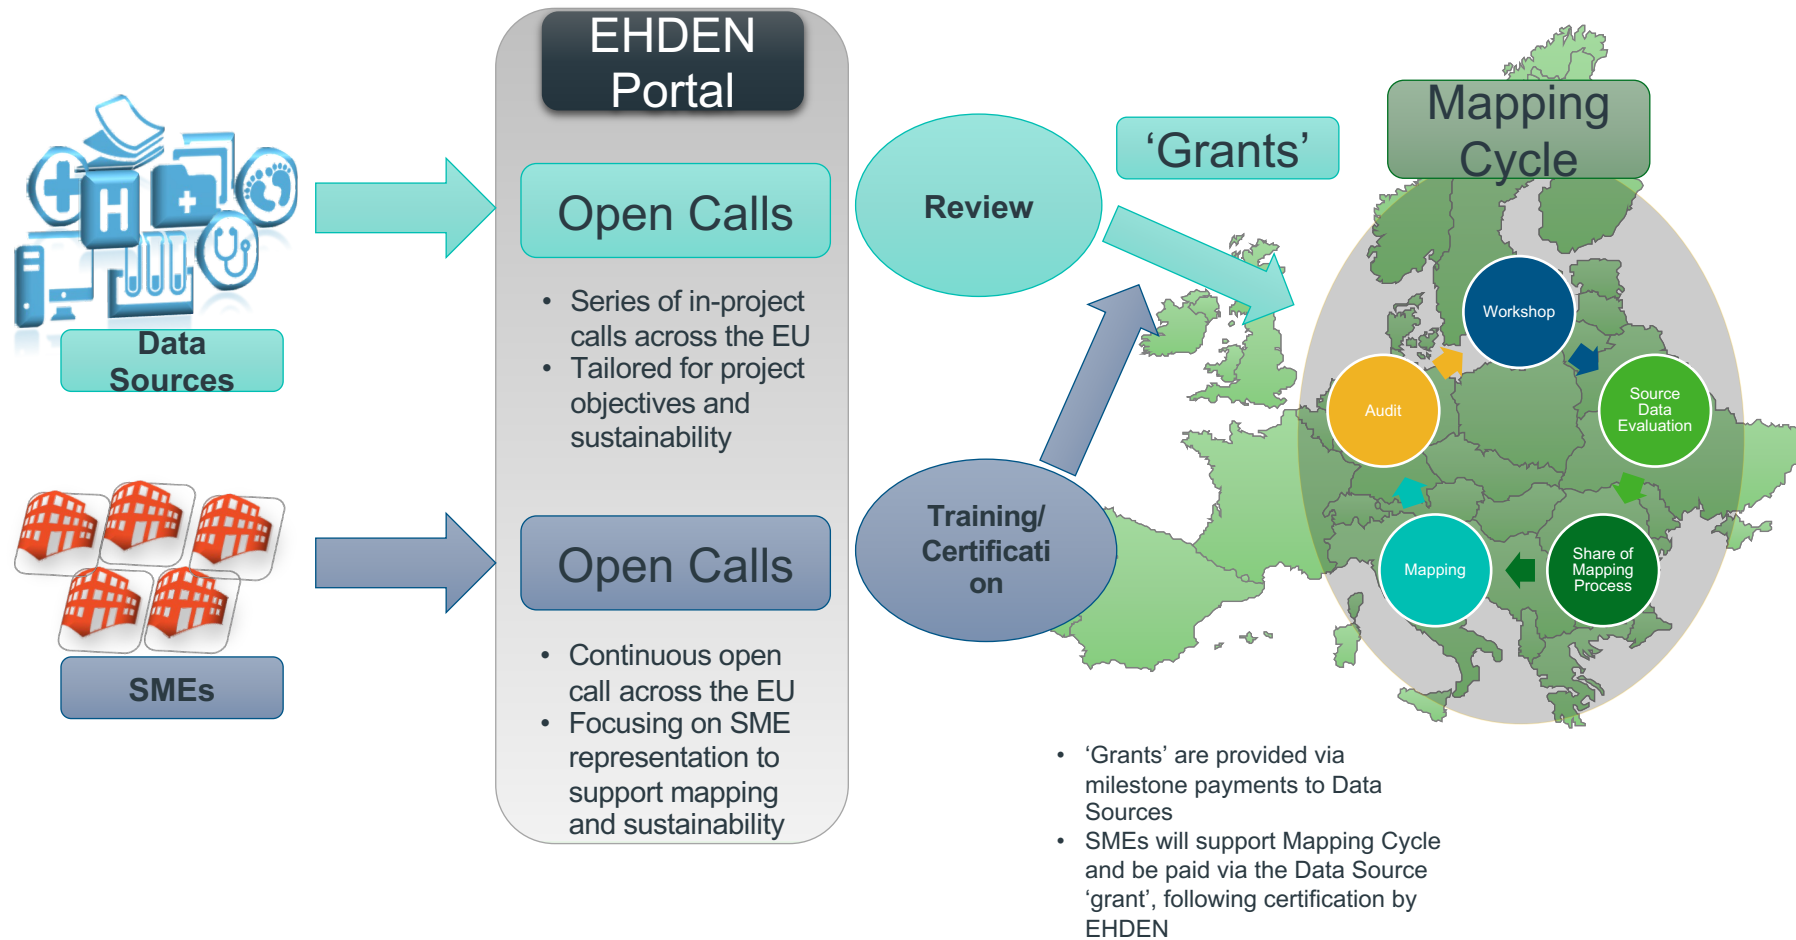 EHDEN
Portal
Data
Sources
H
Open Calls
• Series of in-project
calls across the EU
• Tailored for project
objectives and
sustainability
Review
‘Grants’
SMEs
Open Calls
• Continuous open
call across the EU
• Focusing on SME
representation to
support mapping
and sustainability
Training/
Certificati
on
Mapping
Cycle
Workshop
Source
Data
Evaluation
Share of
Mapping
Process
Mapping
Audit
• ‘Grants’ are provided via
milestone payments to Data
Sources
• SMEs will support Mapping Cycle
and be paid via the Data Source
‘grant’, following certification by
EHDEN